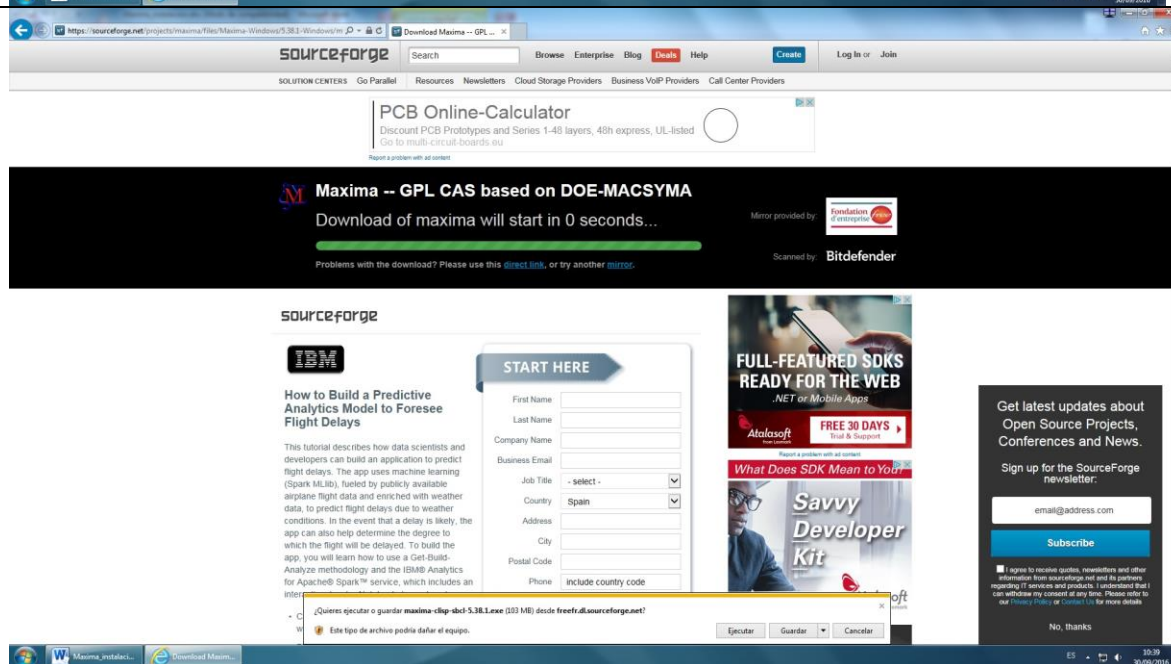 30/09/2016
https://sourceforge.net/projects/maxima/files/Maxima-Windows/5.38.1-Windows/m
Download Maxima -- GPL ...
sourceforge
Search
Browse Enterprise Blog Deals Help
Create
Log In or Join
SOLUTION CENTERS Go Parallel Resources Newsletters Cloud Storage Providers Business VoIP Providers Call Center Providers
PCB Online-Calculator
Discount PCB Prototypes and Series 1-48 layers, 48h express, UL-listed
Go to multi-circuit-boards.eu
Report a problem with ad content
Maxima -- GPL CAS based on DOE-MACSYMA
Download of maxima will start in 0 seconds...
Problems with the download? Please use this direct link, or try another mirror.
Mirror provided by:
Fondation
d'entreprise free
Scanned by: Bitdefender
sourceforge
IBM
How to Build a Predictive
Analytics Model to Foresee
Flight Delays
This tutorial describes how data scientists and
developers can build an application to predict
flight delays. The app uses machine learning
(Spark MLlib), fueled by publicly available
airplane flight data and enriched with weather
data, to predict flight delays due to weather
conditions. In the event that a delay is likely, the
app can also help determine the degree to
which the flight will be delayed. To build the
app, you will learn how to use a Get-Build-
Analyze methodology and the IBM® Analytics
for Apache® Spark™ service, which includes an
START HERE
First Name
Last Name
Company Name
Business Email
Job Title - select -
Country Spain
Address
City
Postal Code
Phone include country code
FULL-FEATURED SDKS
READY FOR THE WEB
.NET or Mobile Apps
Atalasoft
from Lexmark
FREE 30 DAYS
Trial & Support
Report a problem with ad content
What Does SDK Mean to You?
Savvy
Developer
Kit
oft
Get latest updates about
Open Source Projects,
Conferences and News.
Sign up for the SourceForge
newsletter:
email@address.com
Subscribe
I agree to receive quotes, newsletters and other
information from sourceforge.net and its partners
regarding IT services and products. I understand that I
can withdraw my consent at any time. Please refer to
our Privacy Policy or Contact Us for more details
No, thanks
¿Quieres ejecutar o guardar maxima-clisp-sbcl-5.38.1.exe (103 MB) desde freefr.dl.sourceforge.net?
Este tipo de archivo podría dañar el equipo.
Ejecutar Guardar Cancelar
Maxima_instalaci...
Download Maxim...
ES
10:39
30/09/2016